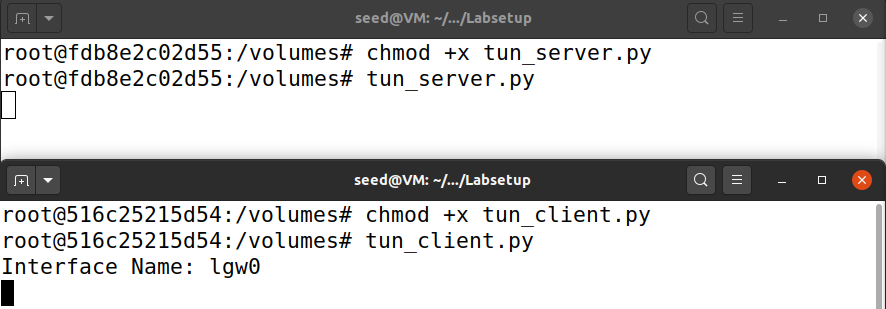 seed@VM: ~/.../Labsetup
root@fdb8e2c02d55:/volumes# chmod +x tun_server.py
root@fdb8e2c02d55:/volumes# tun_server.py
seed@VM: ~/.../Labsetup
root@516c25215d54:/volumes# chmod +x tun_client.py
root@516c25215d54:/volumes# tun_client.py
Interface Name: lgw0